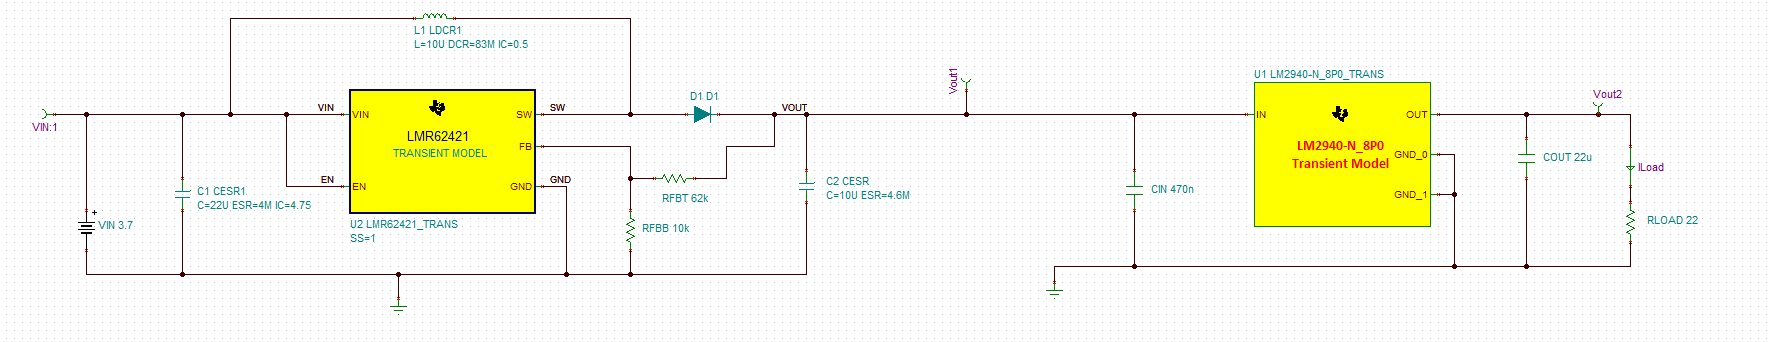 L1 LDCR1
L=10U DCR=83M IC=0.5
VIN:1
VIN
EN
VIN
EN
LMR62421
TRANSIENT MODEL
SW
FB
GND
SW
GND
U2 LMR62421_TRANS
SS=1
C1 CESR1
C=22U ESR=4M IC=4.75
+
VIN 3.7
D1 D1
VOUT
RFBT 62k
RFBB 10k
C2 CESR
C=10U ESR=4.6M
Vout1
CIN 470n
U1 LM2940-N_8P0_TRANS
IN
OUT
LM2940-N_8P0
Transient Model
GND_0
GND_1
Vout2
COUT 22u
ILoad
RLOAD 22